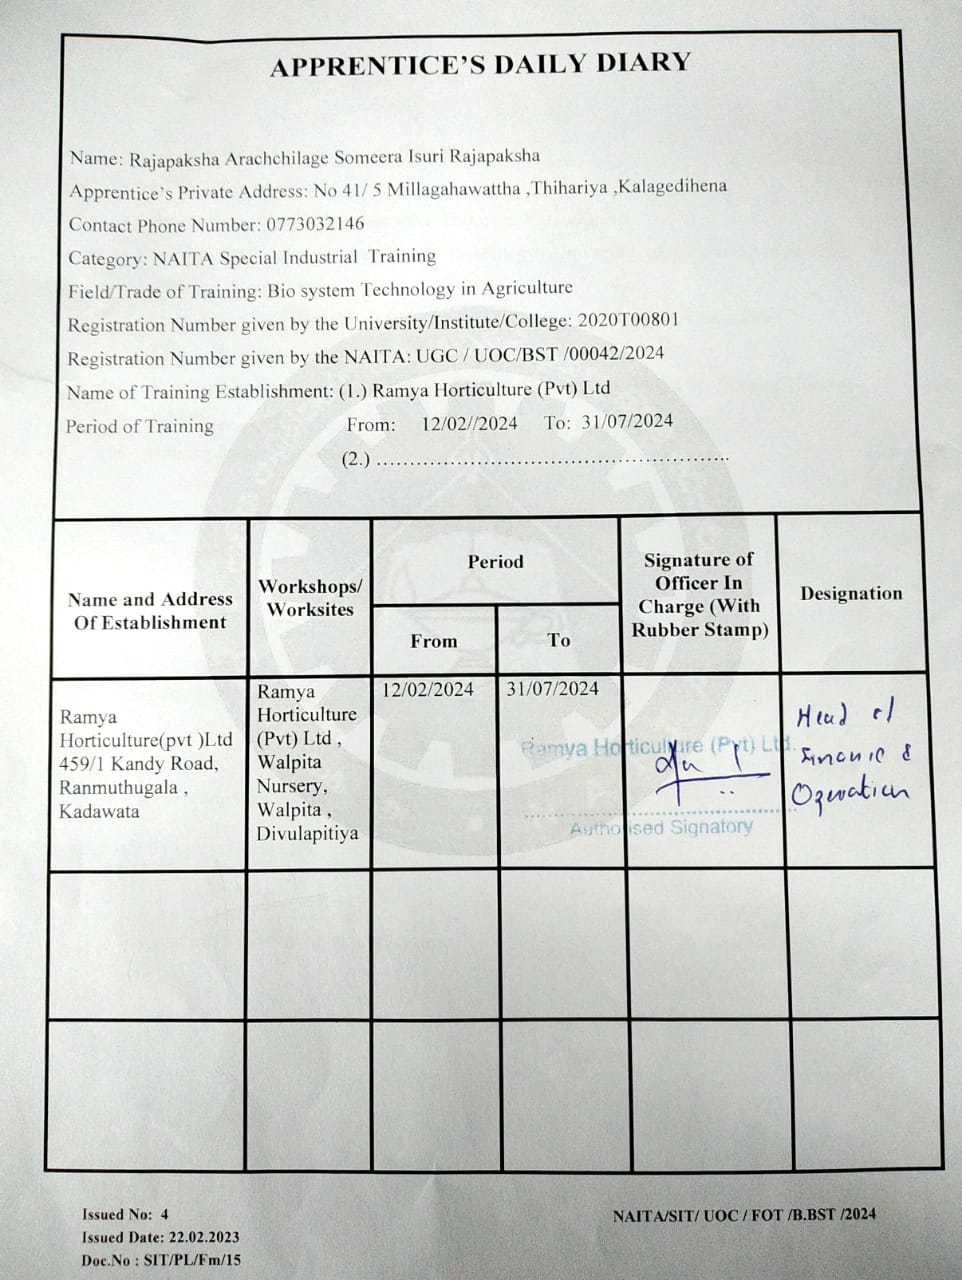 APPRENTICE'S DAILY DIARY
Name: Rajapaksha Arachchilage Someera Isuri Rajapaksha
Apprentice's Private Address: No 41/ 5 Millagahawattha ,Thihariya ,Kalagedihena
Contact Phone Number: 0773032146
Category: NAITA Special Industrial Training
Field/Trade of Training: Bio system Technology in Agriculture
Registration Number given by the University/Institute/College: 2020T00801
Registration Number given by the NAITA: UGC / UOC/BST /00042/2024
Name of Training Establishment: (1.) Ramya Horticulture (Pvt) Ltd
Period of Training From: 12/02//2024 To: 31/07/2024
(2.) ........................................................
Name and Address
Of Establishment
Workshops/
Worksites
Period
From
To
Signature of
Officer In
Charge (With
Rubber Stamp)
Designation
Ramya
Horticulture(pvt )Ltd
459/1 Kandy Road,
Ranmuthugala ,
Kadawata
Ramya
Horticulture
(Pvt) Ltd ,
Walpita
Nursery,
Walpita ,
Divulapitiya
12/02/2024
31/07/2024
Ramya Horticulture (Pvt) Ltd.
Authorised Signatory
Head of
Finance &
Operation
Issued No: 4
Issued Date: 22.02.2023
Doc.No : SIT/PL/Fm/15
NAITA/SIT/ UOC / FOT /B.BST /2024